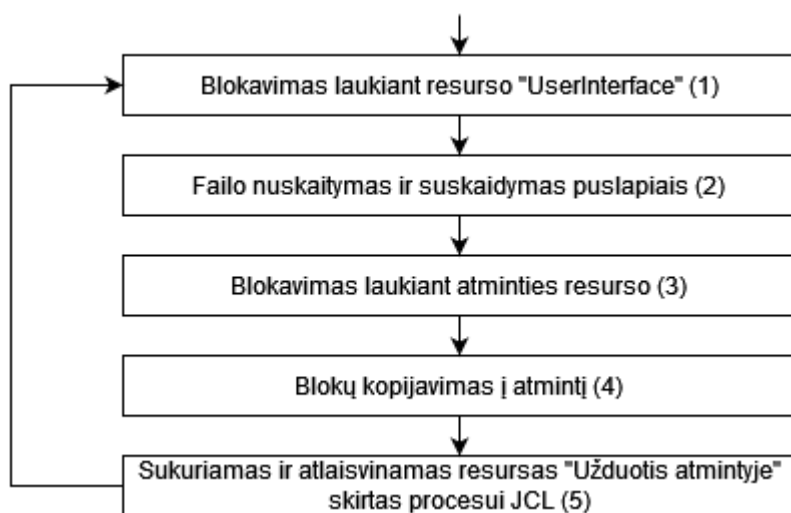 Blokavimas laukiant resurso "UserInterface" (1)
Failo nuskaitymas ir suskaidymas puslapiais (2)
Blokavimas laukiant atminties resurso (3)
Blokų kopijavimas į atmintį (4)
Sukuriamas ir atlaisvinamas resursas "Užduotis atmintyje"
skirtas procesui JCL (5)